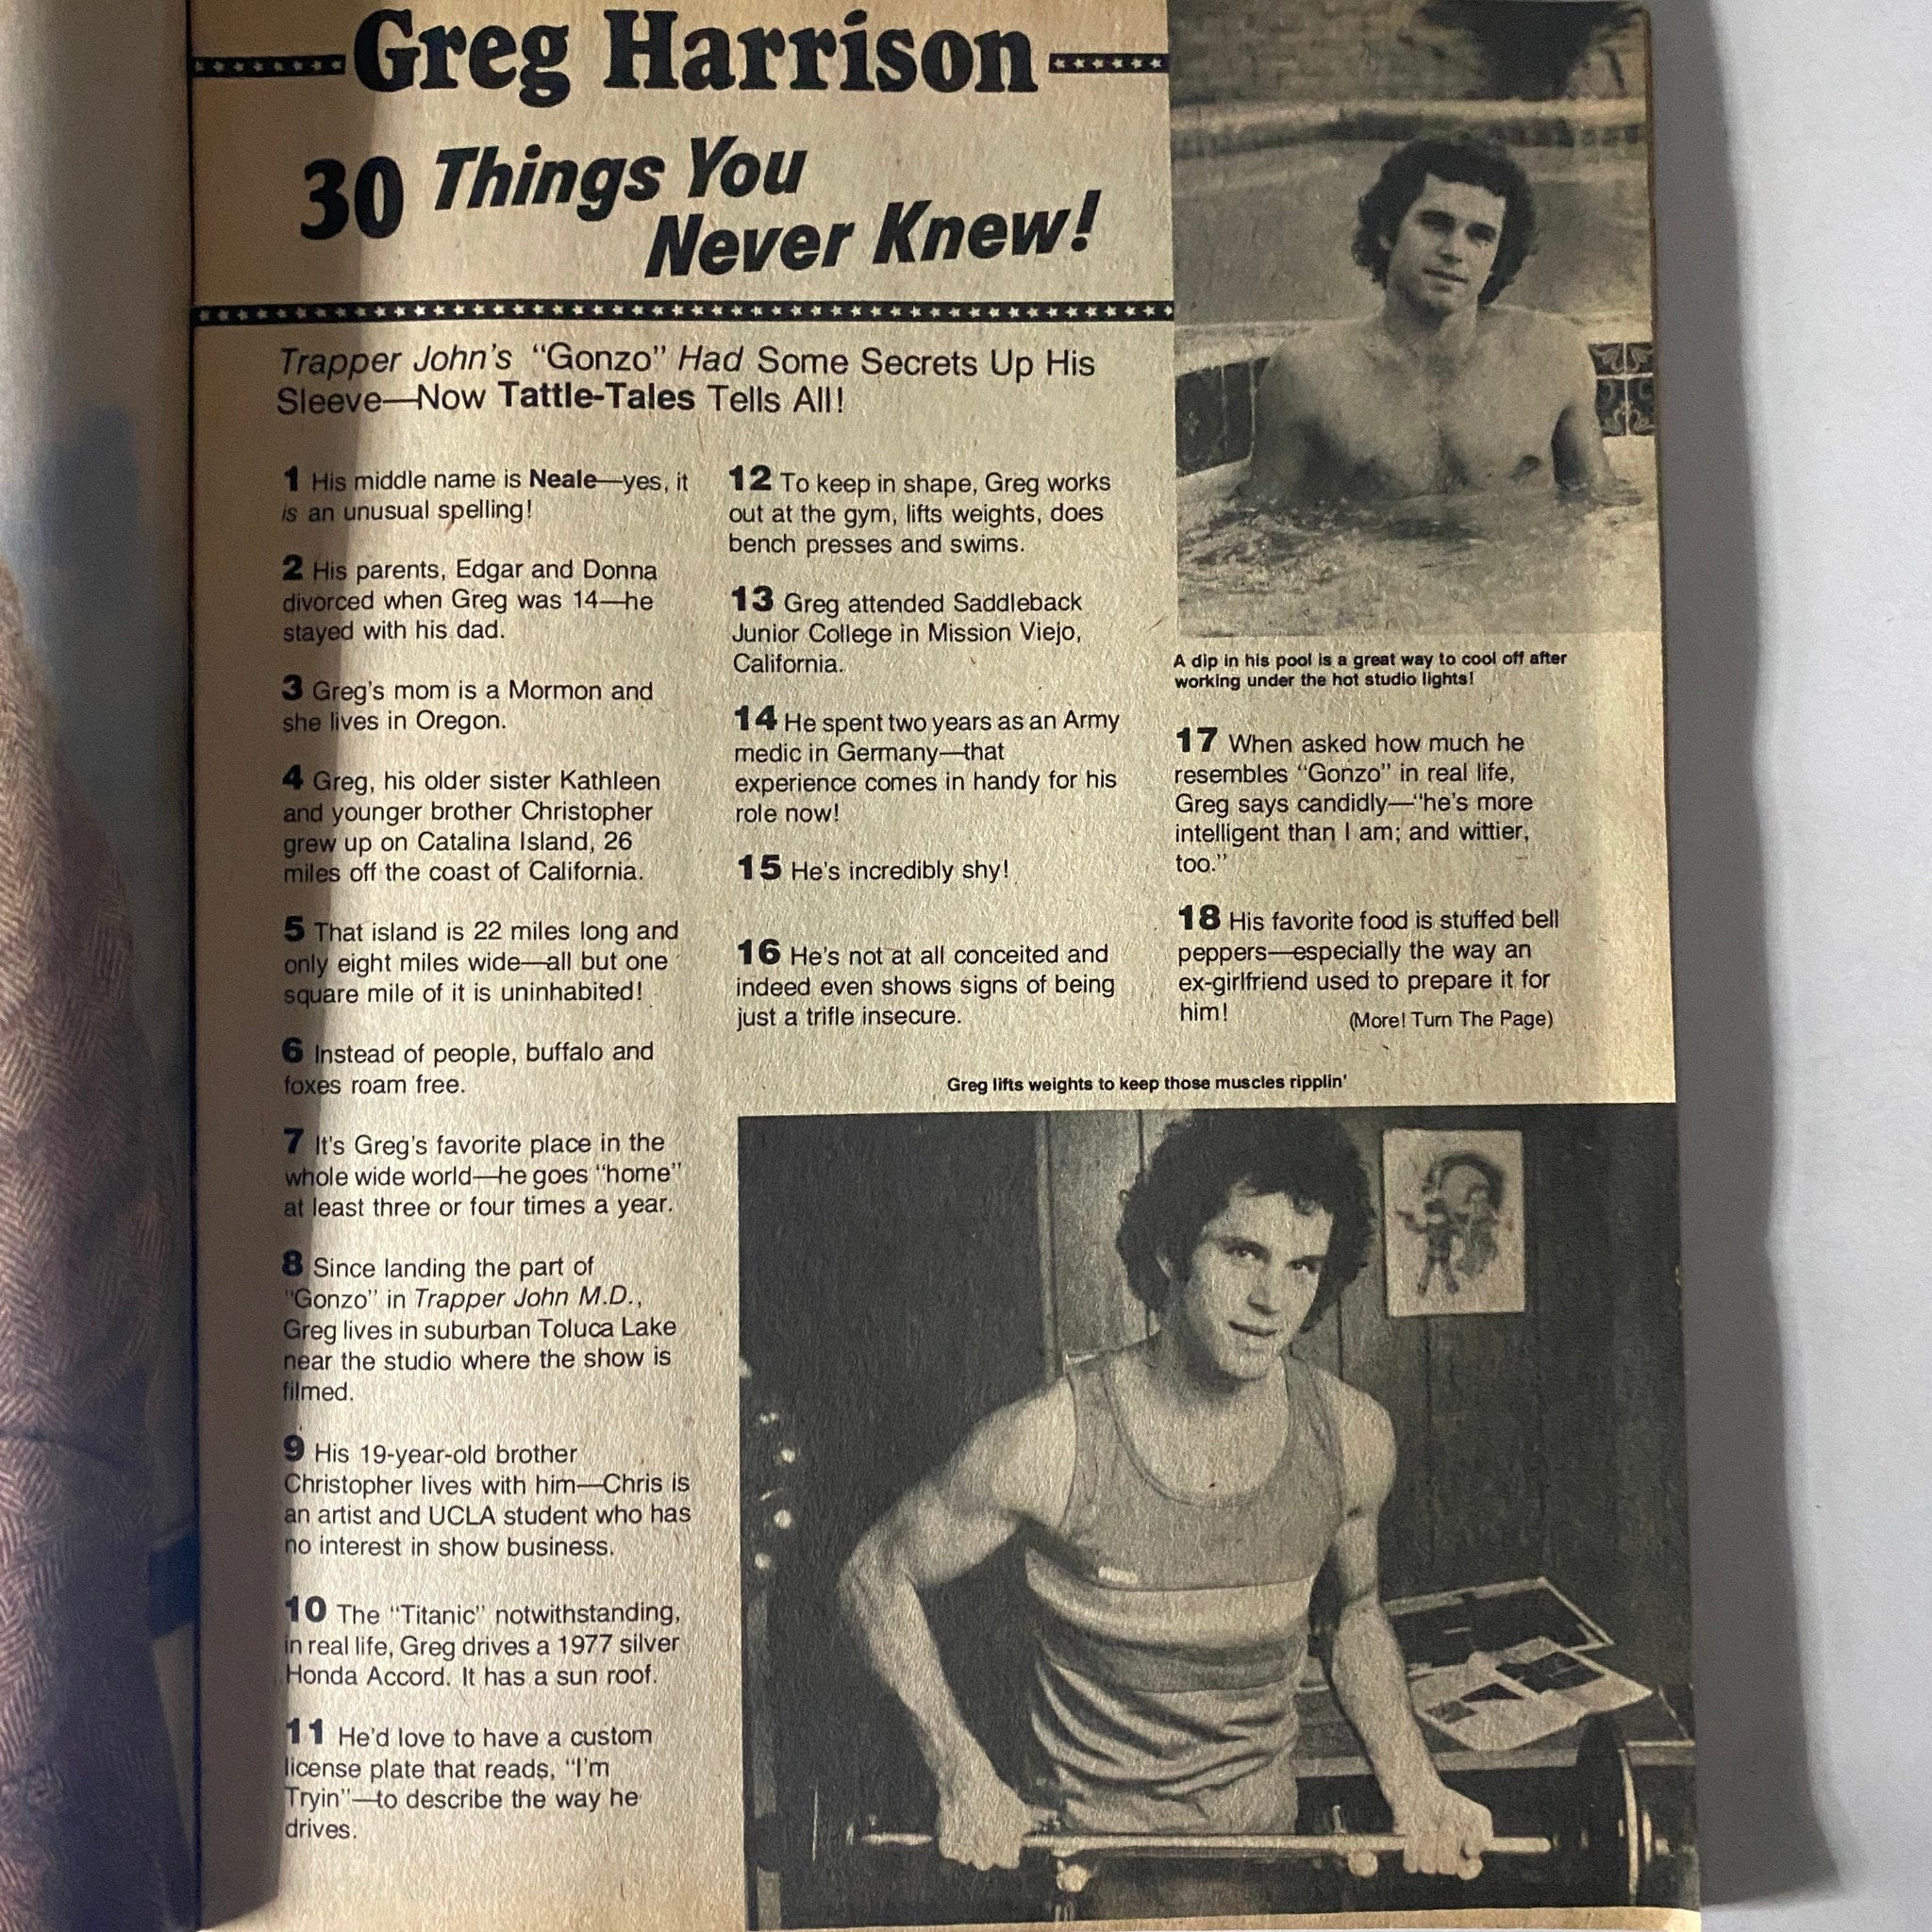 Greg Harrison
30 Things You
Never Knew!
Trapper John's "Gonzo" Had Some Secrets Up His
Sleeve—Now Tattle-Tales Tells All!
1 His middle name is Neale—yes, it
is an unusual spelling!
2 His parents, Edgar and Donna
divorced when Greg was 14—he
stayed with his dad.
3 Greg's mom is a Mormon and
she lives in Oregon.
4 Greg, his older sister Kathleen
and younger brother Christopher
grew up on Catalina Island, 26
miles off the coast of California.
5 That island is 22 miles long and
only eight miles wide—all but one
square mile of it is uninhabited!
6 Instead of people, buffalo and
foxes roam free.
7 It's Greg's favorite place in the
whole wide world—he goes "home"
at least three or four times a year.
8 Since landing the part of
"Gonzo" in Trapper John M.D.,
Greg lives in suburban Toluca Lake
near the studio where the show is
filmed.
9 His 19-year-old brother
Christopher lives with him—Chris is
an artist and UCLA student who has
no interest in show business.
10 The "Titanic" notwithstanding,
in real life, Greg drives a 1977 silver
Honda Accord. It has a sun roof.
11 He'd love to have a custom
license plate that reads, "I'm
Tryin"—to describe the way he
drives.
12 To keep in shape, Greg works
out at the gym, lifts weights, does
bench presses and swims.
13 Greg attended Saddleback
Junior College in Mission Viejo,
California.
14 He spent two years as an Army
medic in Germany—that
experience comes in handy for his
role now!
15 He's incredibly shy!
16 He's not at all conceited and
indeed even shows signs of being
just a trifle insecure.
A dip in his pool is a great way to cool off after
working under the hot studio lights!
17 When asked how much he
resembles "Gonzo" in real life,
Greg says candidly—"he's more
intelligent than I am; and wittier,
too."
18 His favorite food is stuffed bell
peppers—especially the way an
ex-girlfriend used to prepare it for
him!
(More! Turn The Page)
Greg lifts weights to keep those muscles ripplin'